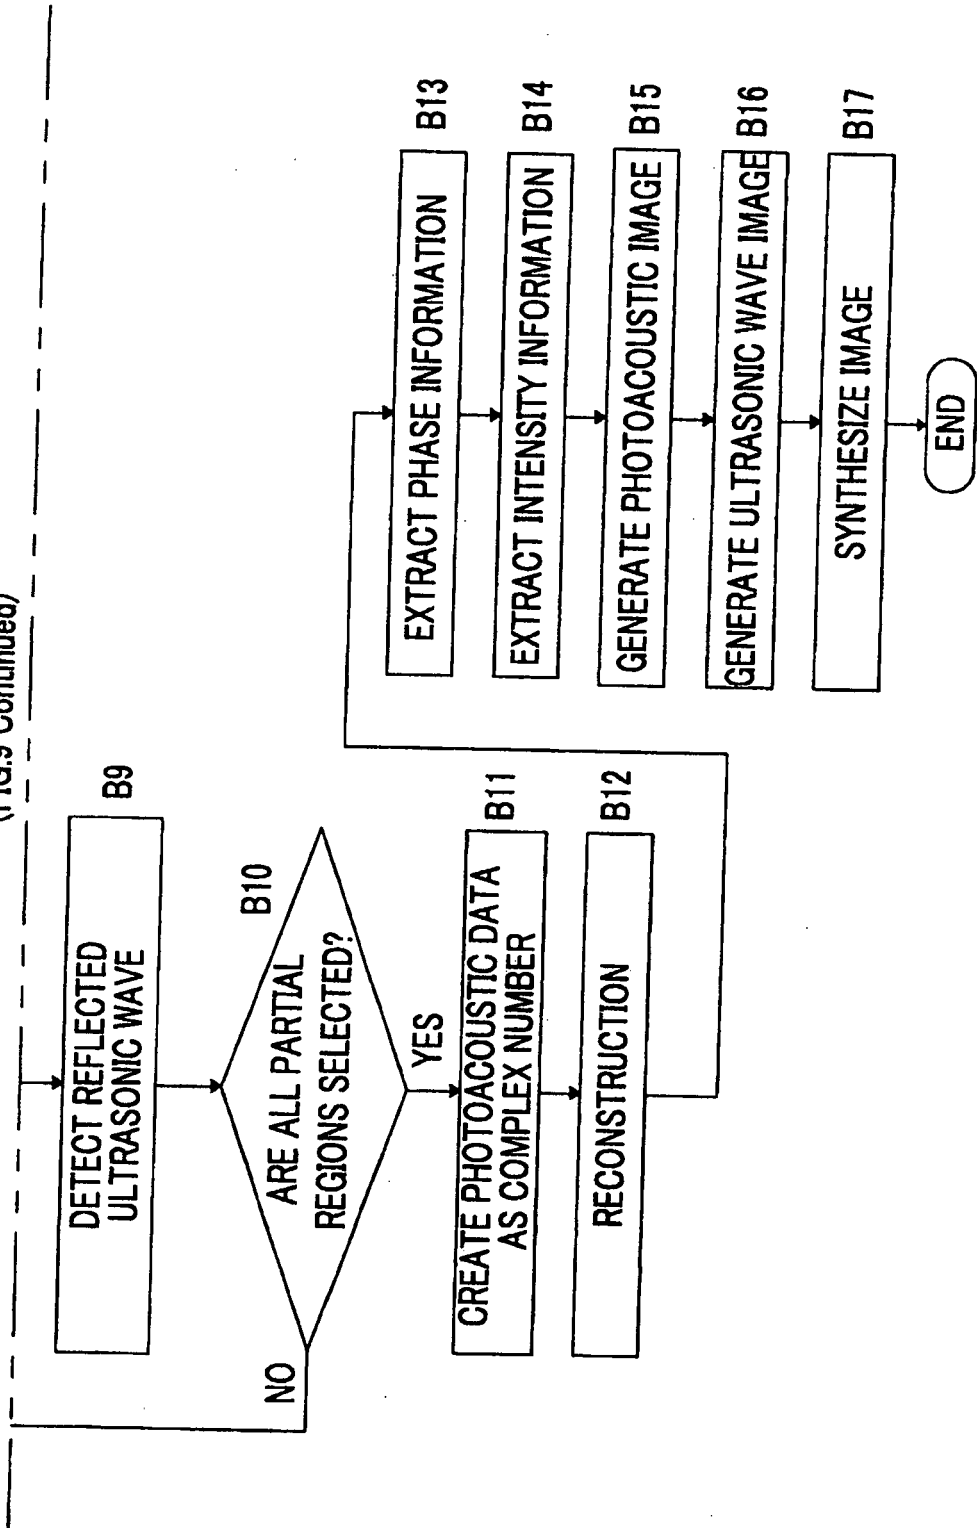 (FIG.9 Continued)
DETECT REFLECTED
ULTRASONIC WAVE
B9
ARE ALL PARTIAL
REGIONS SELECTED?
B10
NO
YES
CREATE PHOTOACOUSTIC DATA
AS COMPLEX NUMBER
B11
RECONSTRUCTION
B12
EXTRACT PHASE INFORMATION
B13
EXTRACT INTENSITY INFORMATION
B14
GENERATE PHOTOACOUSTIC IMAGE
B15
GENERATE ULTRASONIC WAVE IMAGE
B16
SYNTHESIZE IMAGE
B17
END